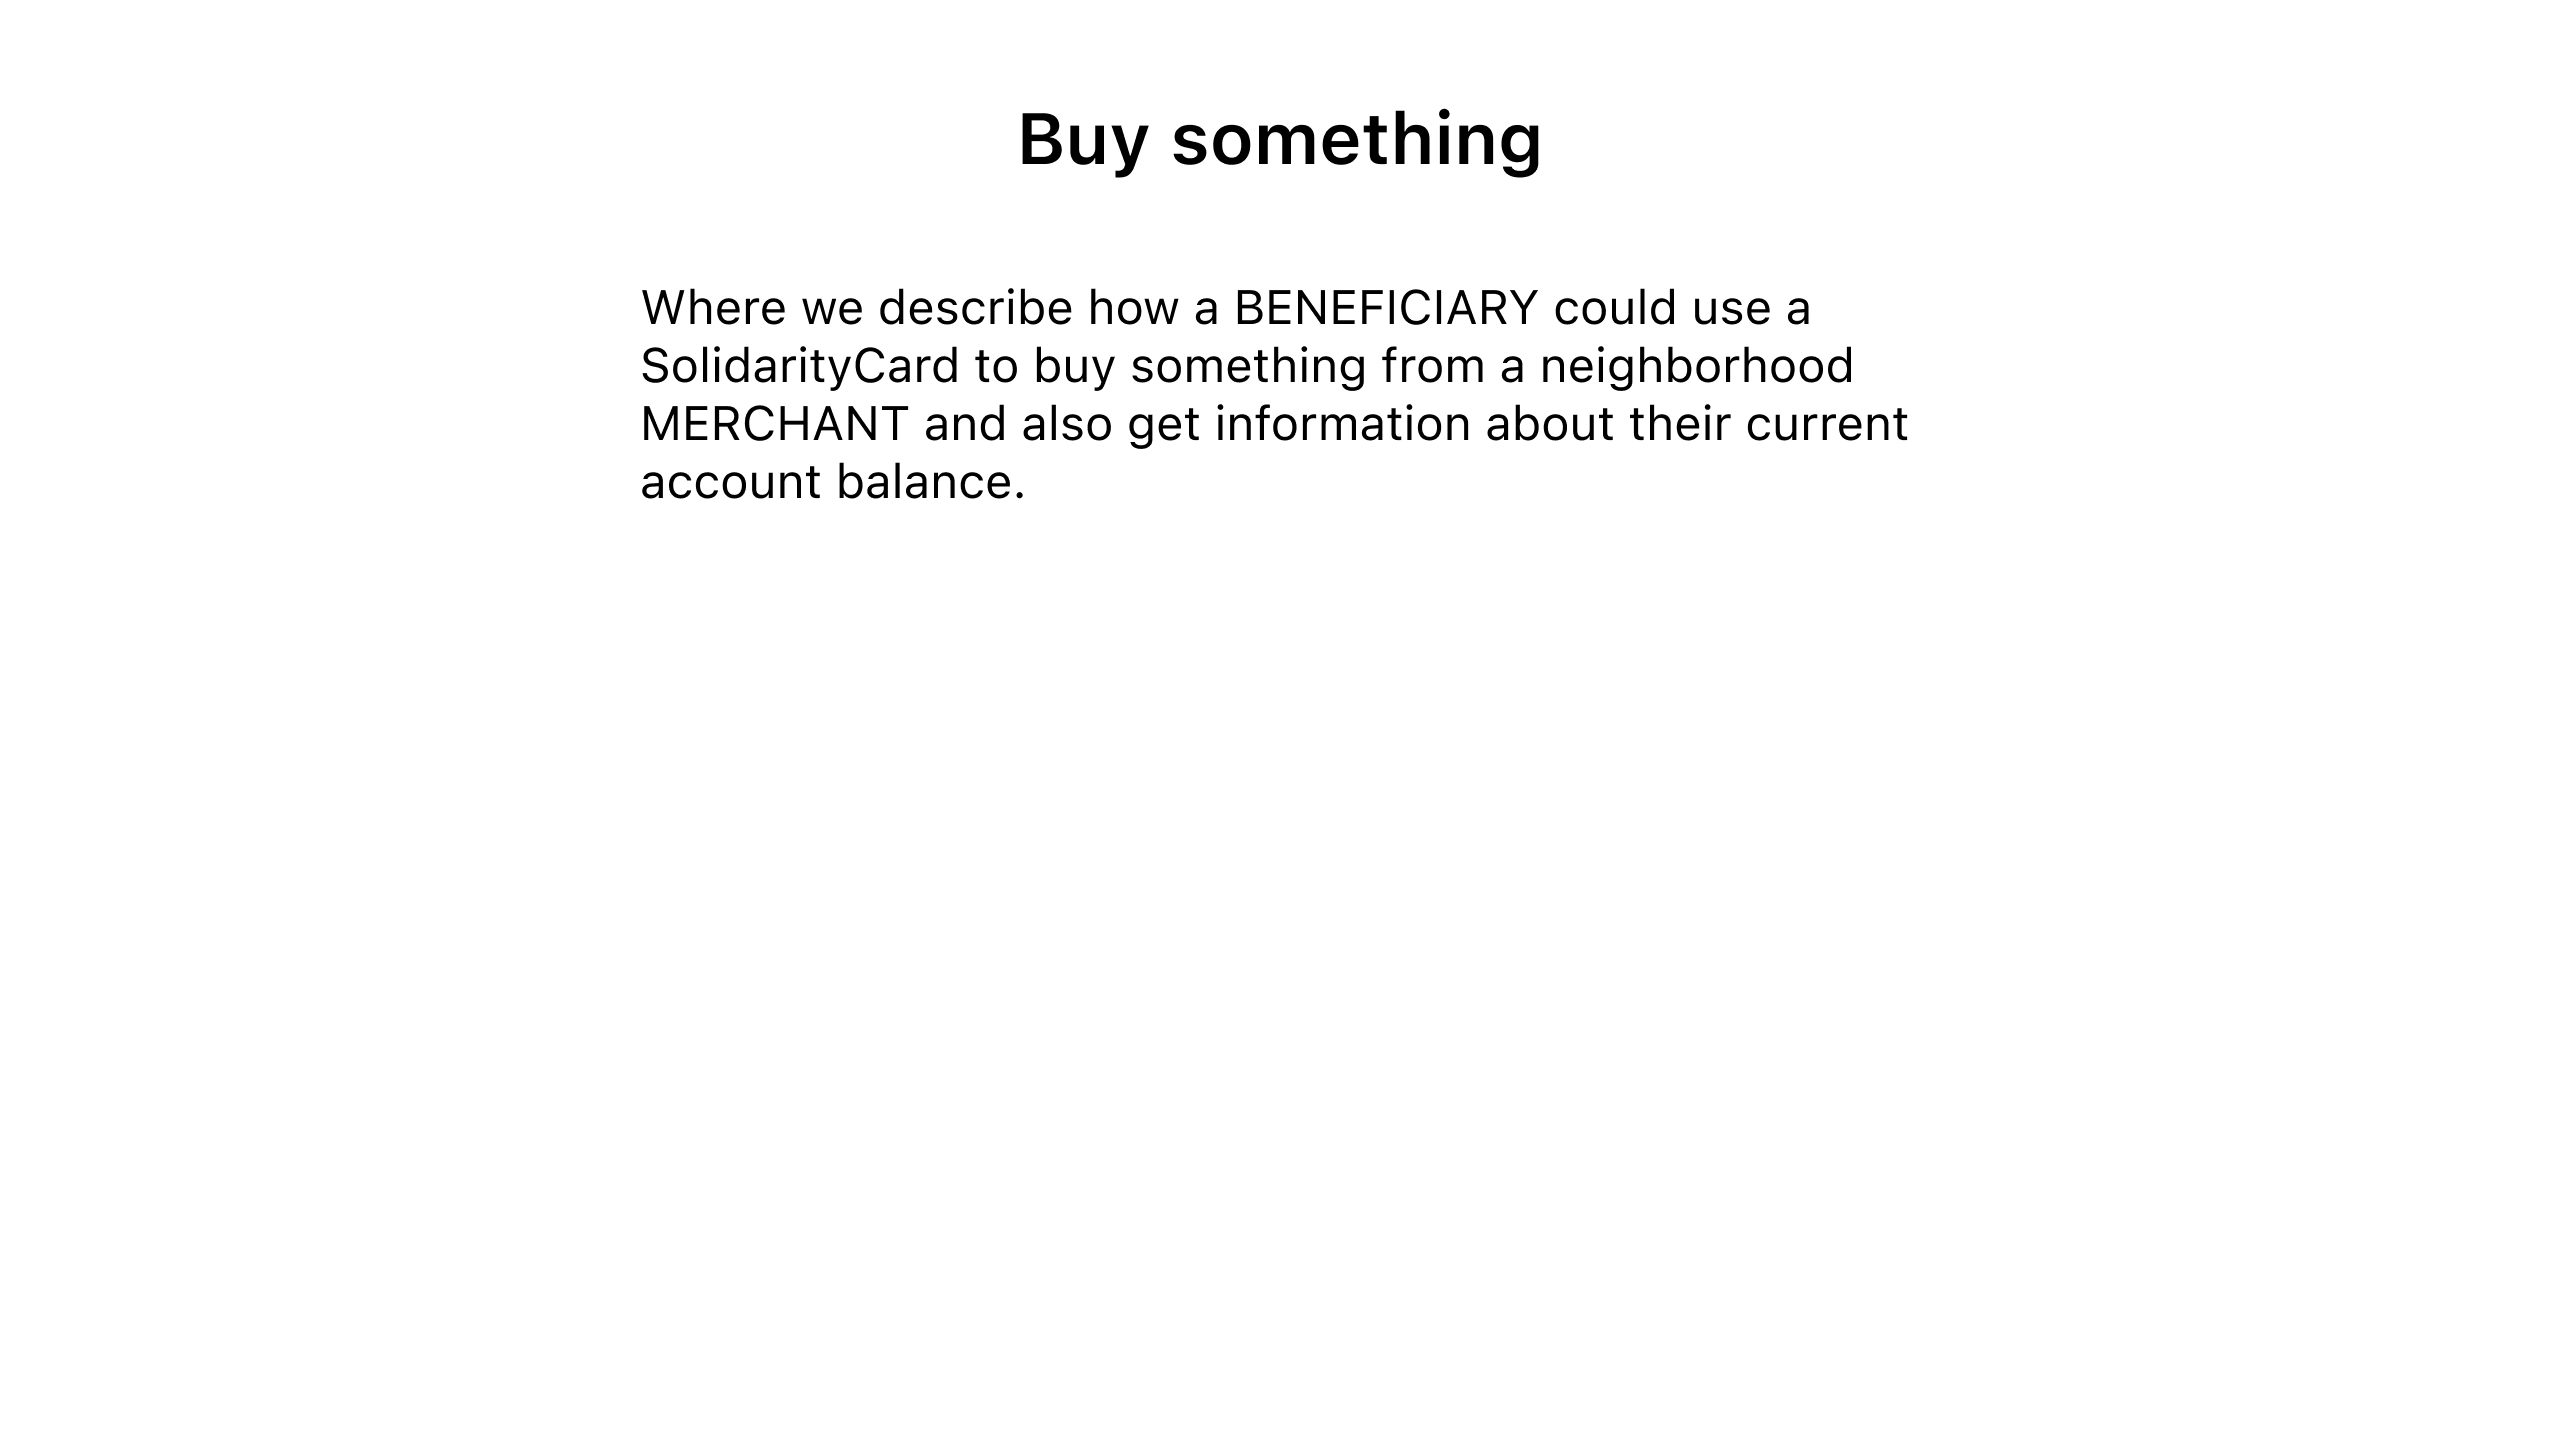 Buy something
Where we describe how a BENEFICIARY could use a
SolidarityCard to buy something from a neighborhood
MERCHANT and also get information about their current
account balance.